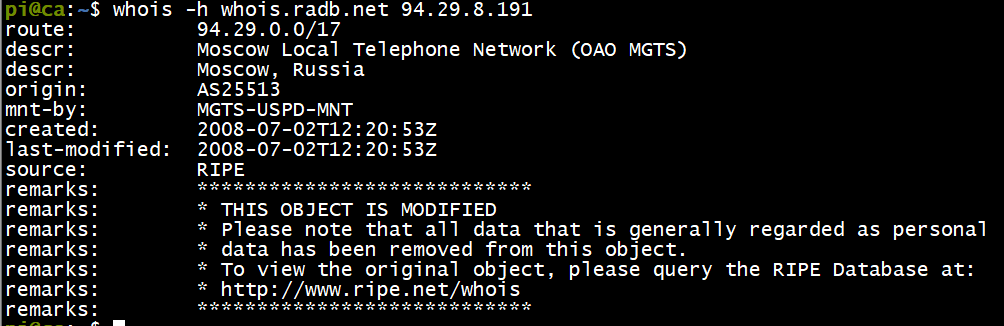 pi@ca:~$ whois -h whois.radb.net 94.29.8.191
route:          94.29.0.0/17
descr:          Moscow Local Telephone Network (OAO MGTS)
descr:          Moscow, Russia
origin:         AS25513
mnt-by:         MGTS-USPD-MNT
created:        2008-07-02T12:20:53Z
last-modified:  2008-07-02T12:20:53Z
source:         RIPE
remarks:        ****************************
remarks:        * THIS OBJECT IS MODIFIED
remarks:        * Please note that all data that is generally regarded as personal
remarks:        * data has been removed from this object.
remarks:        * To view the original object, please query the RIPE Database at:
remarks:        * http://www.ripe.net/whois
remarks:        ****************************
pi@ca:~$